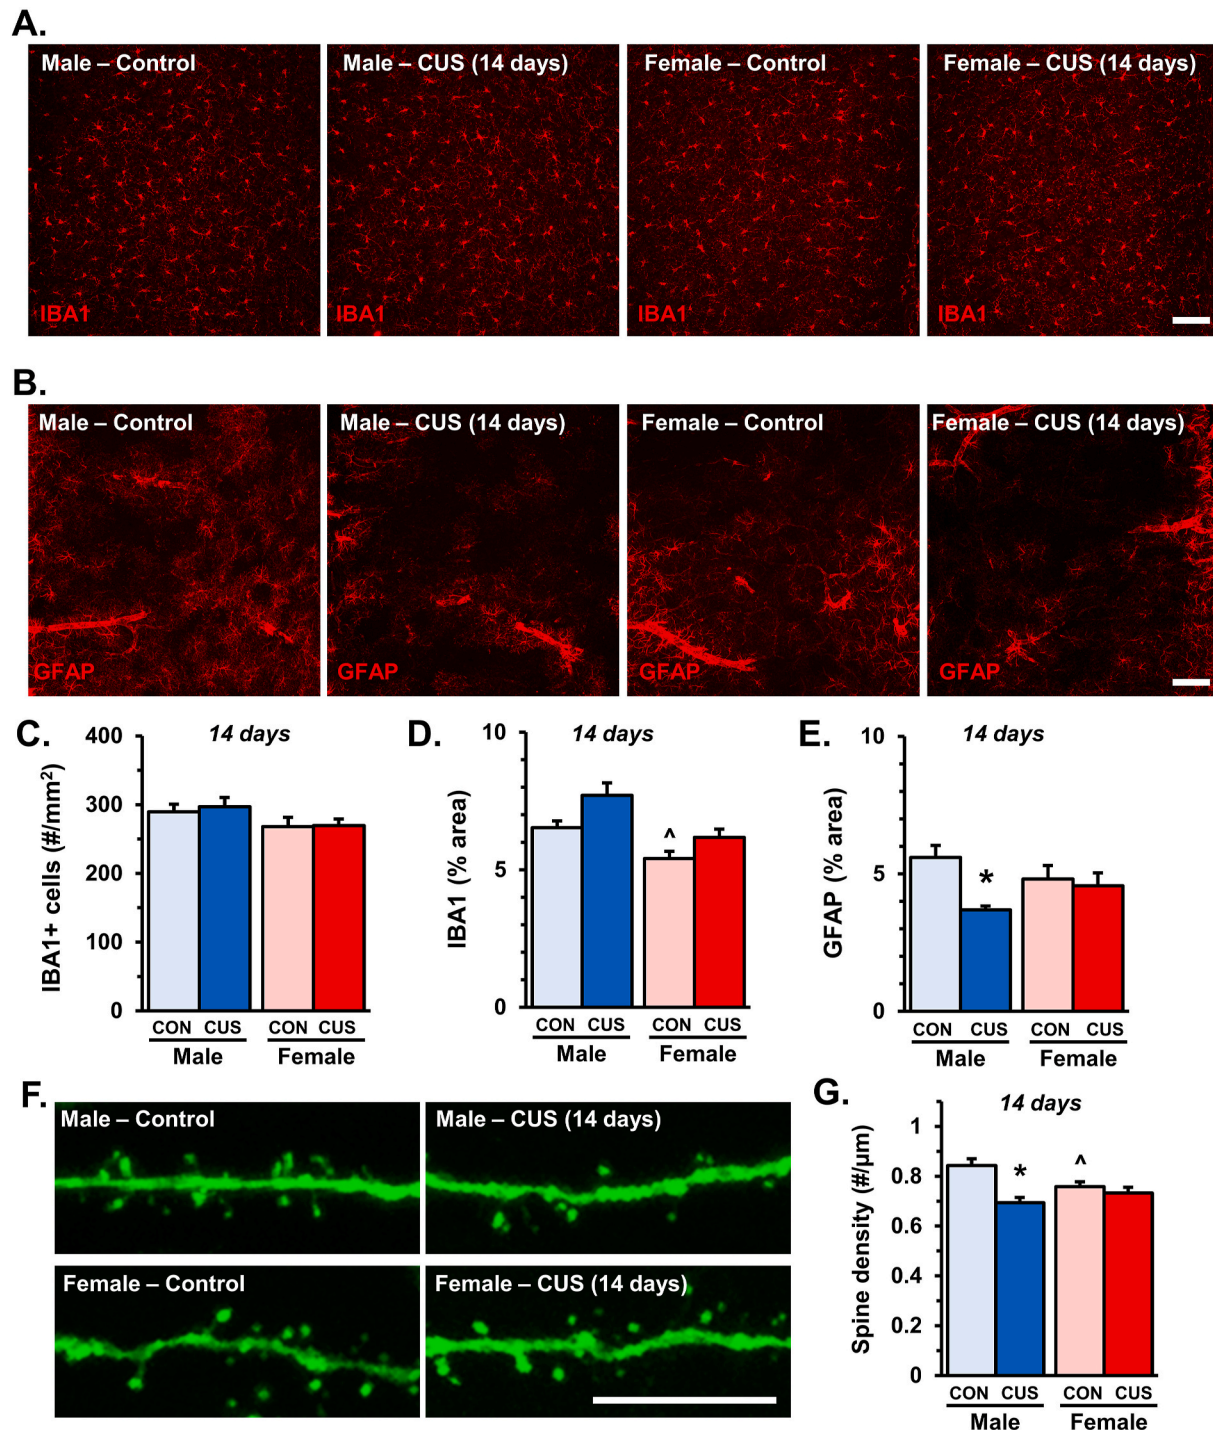 A.
Male – Control
Male – CUS (14 days)
Female – Control
Female – CUS (14 days)
IBA1
IBA1
IBA1
IBA1
B.
Male – Control
Male – CUS (14 days)
Female – Control
Female – CUS (14 days)
GFAP
GFAP
GFAP
GFAP
C.
14 days
IBA1+ cells (#/mm²)
400
300
200
100
0
CON CUS CON CUS
Male Female
D.
14 days
IBA1 (% area)
10
5
0
^
CON CUS CON CUS
Male Female
E.
14 days
GFAP (% area)
10
5
0
*
CON CUS CON CUS
Male Female
F.
Male – Control
Male – CUS (14 days)
Female – Control
Female – CUS (14 days)
G.
14 days
Spine density (#/µm)
1
0.8
0.6
0.4
0.2
0
* ^
CON CUS CON CUS
Male Female